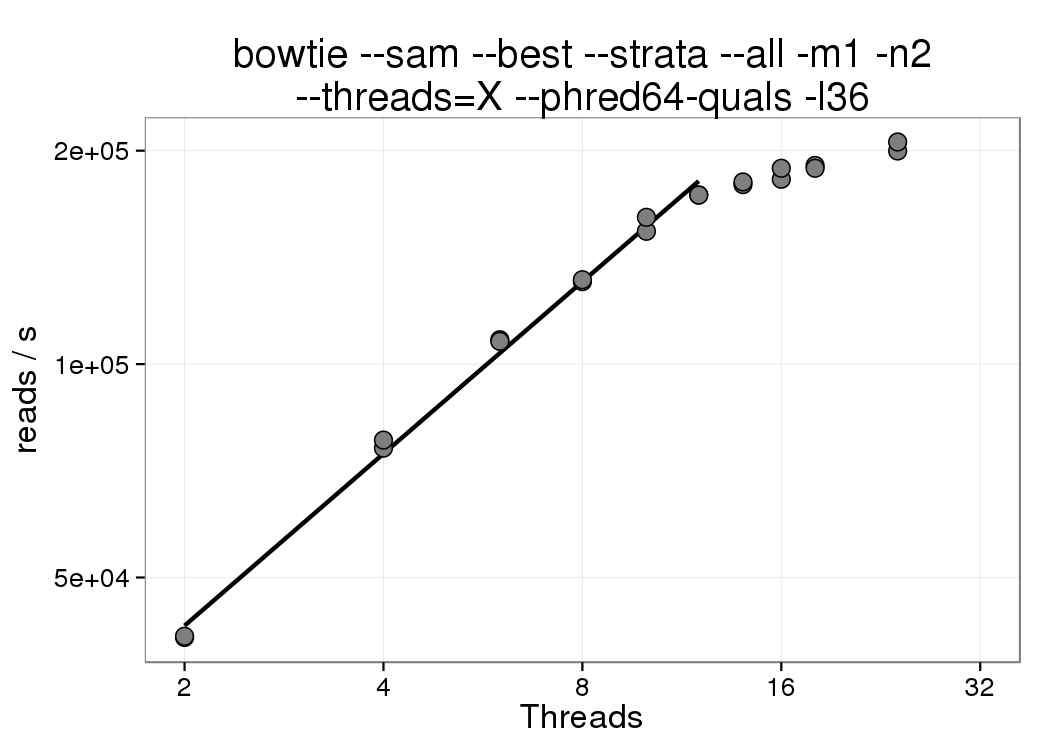 bowtie --sam --best --strata --all -m1 -n2
--threads=X --phred64-quals -l36
2e+05
1e+05
5e+04
reads / s
2 4 8 16 32
Threads